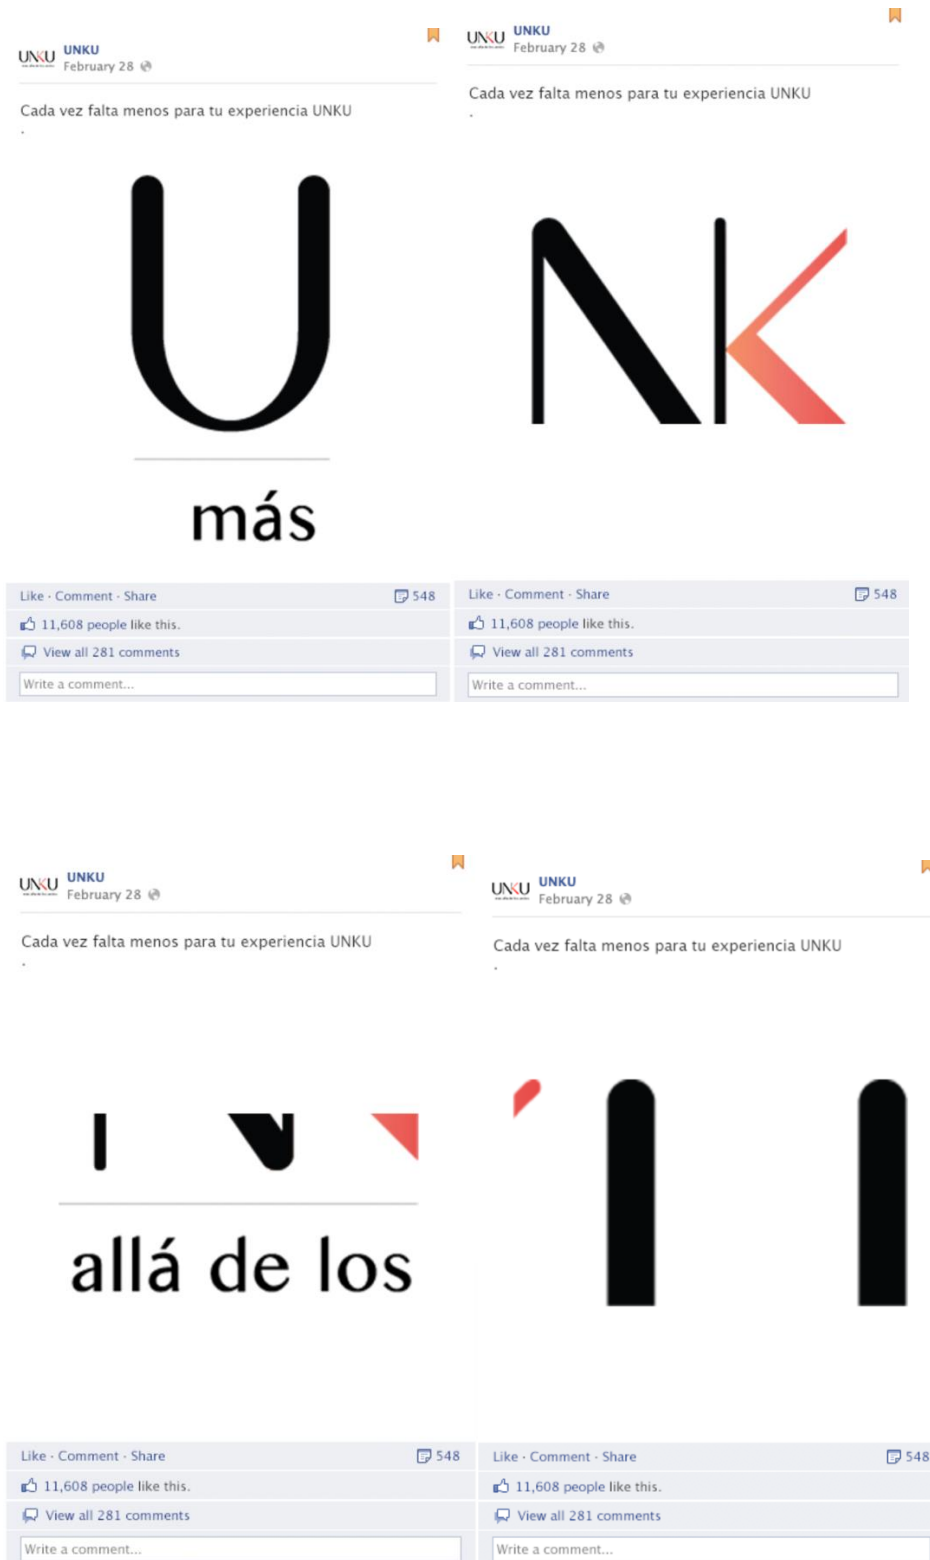 UNKU
UNKU
February 28
Cada vez falta menos para tu experiencia UNKU
.
U
más
Like · Comment · Share
548
11,608 people like this.
View all 281 comments
Write a comment...
UNKU
UNKU
February 28
Cada vez falta menos para tu experiencia UNKU
.
NK
Like · Comment · Share
548
11,608 people like this.
View all 281 comments
Write a comment...
UNKU
UNKU
February 28
Cada vez falta menos para tu experiencia UNKU
.
allá de los
Like · Comment · Share
548
11,608 people like this.
View all 281 comments
Write a comment...
UNKU
UNKU
February 28
Cada vez falta menos para tu experiencia UNKU
.
Like · Comment · Share
548
11,608 people like this.
View all 281 comments
Write a comment...